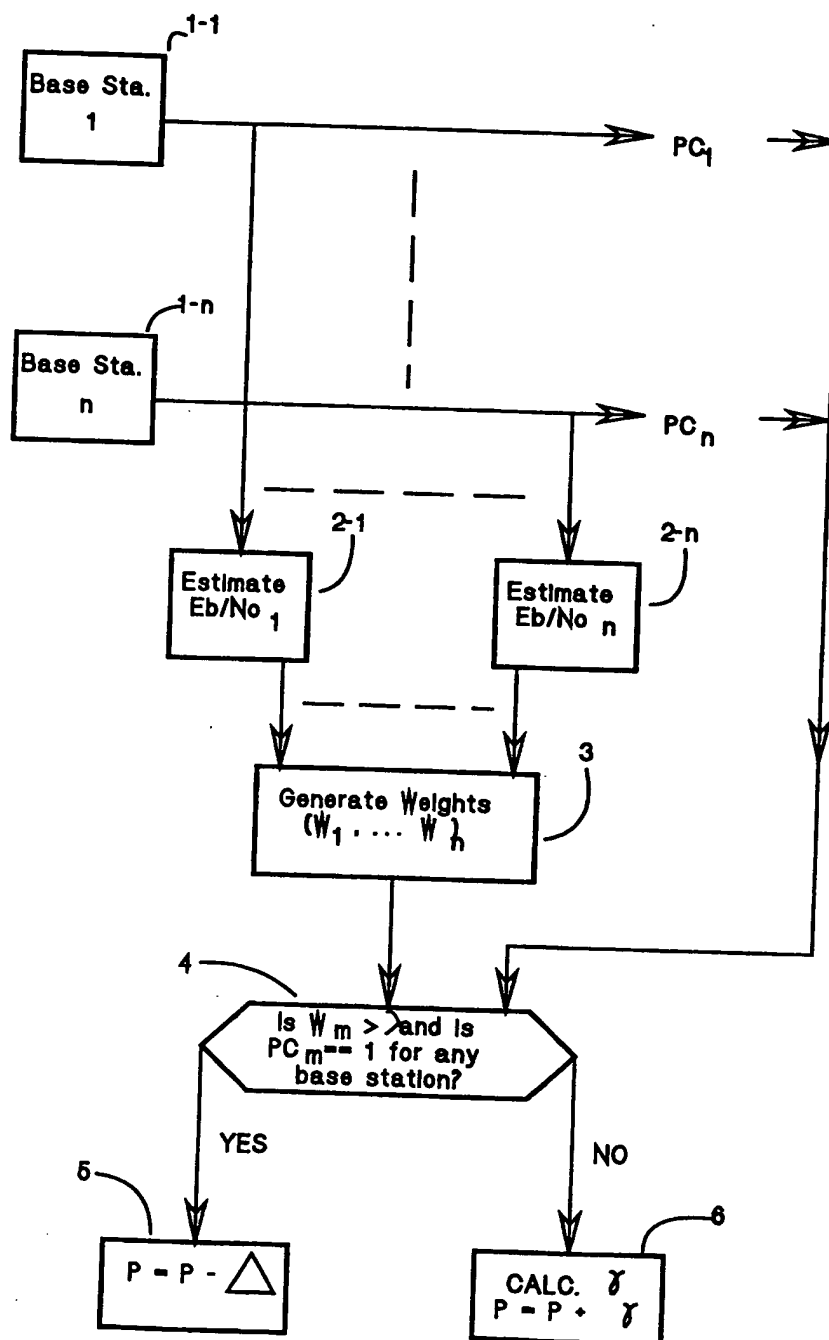 1-1
Base Sta.
1
PC1
1-n
Base Sta.
n
PCn
2-1
2-n
Estimate
Eb/No 1
Estimate
Eb/No n
3
Generate Weights
(W1 . ... W )n
4
Is Wm > and is
PCm== 1 for any
base station?
YES
NO
5
6
P = P - △
CALC. γ
P = P + γ